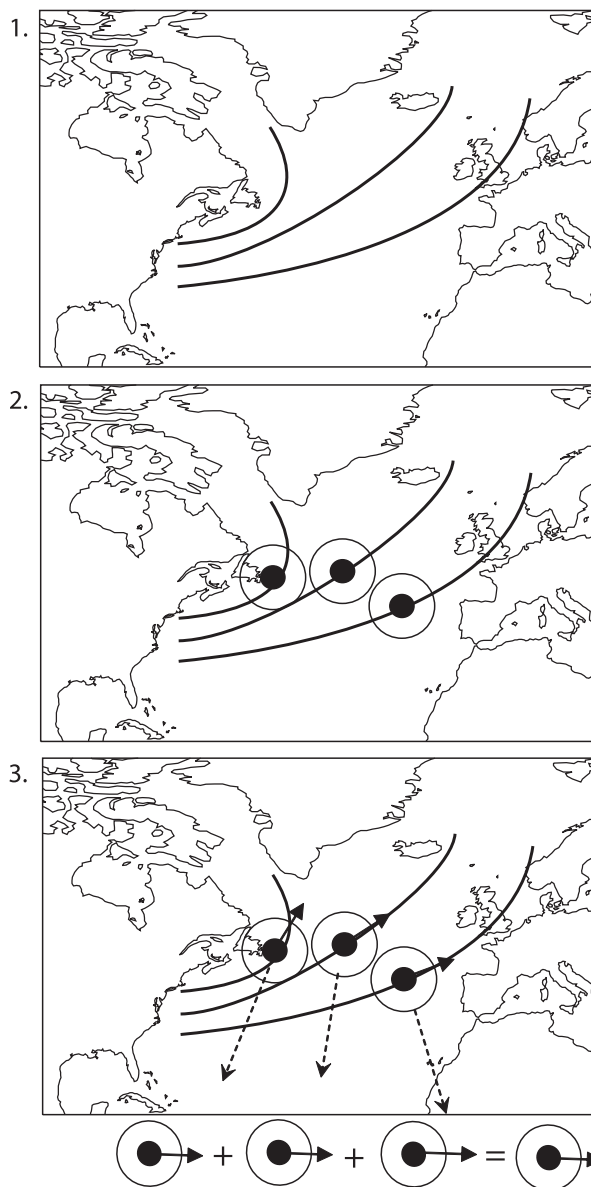 1.
2.
3.
+ + =